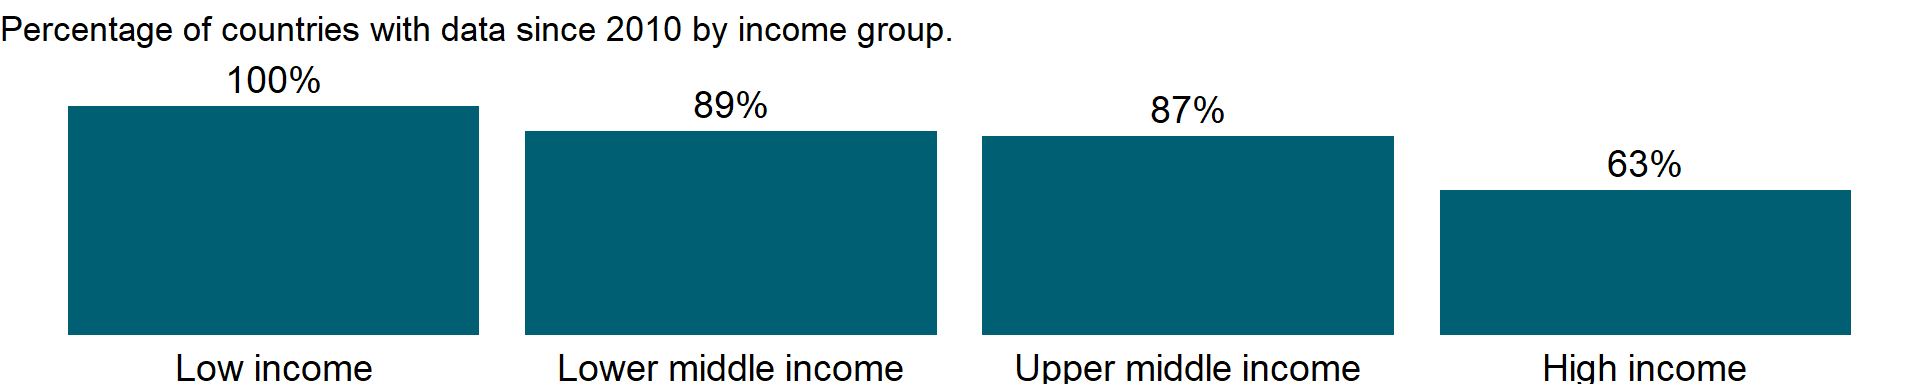 Percentage of countries with data since 2010 by income group.
100%
89%
87%
63%
Low income
Lower middle income
Upper middle income
High income